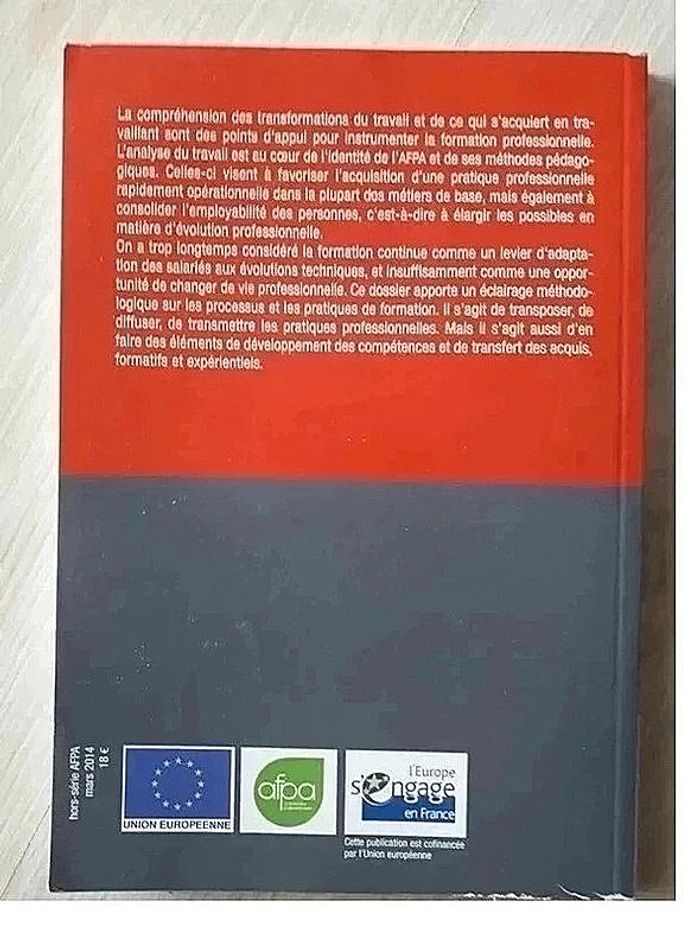 La compréhension des transformations du travail et de ce qui s'acquiert en tra-
vaillant sont des points d'appui pour instrumenter la formation professionnelle.
L'analyse du travail est au cœur de l'identité de l'AFPA et de ses méthodes pédago-
giques. Celles-ci visent à favoriser l'acquisition d'une pratique professionnelle
rapidement opérationnelle dans la plupart des métiers de base, mais également à
consolider l'employabilité des personnes, c'est-à-dire à élargir les possibles en
matière d'évolution professionnelle.
On a trop longtemps considéré la formation continue comme un levier d'adapta-
tion des salariés aux évolutions techniques, et insuffisamment comme une oppor-
tunité de changer de vie professionnelle. Ce dossier apporte un éclairage méthodo-
logique sur les processus et les pratiques de formation. Il s'agit de transposer, de
diffuser, de transmettre les pratiques professionnelles. Mais il s'agit aussi d'en
faire des éléments de développement des compétences et de transfert des acquis,
formatifs et expérientiels.
hors-série AFPA
mars 2014
18 €
UNION EUROPEENNE
afpa
l'Europe
s'engage
en France
Cette publication est cofinancée
par l'Union européenne